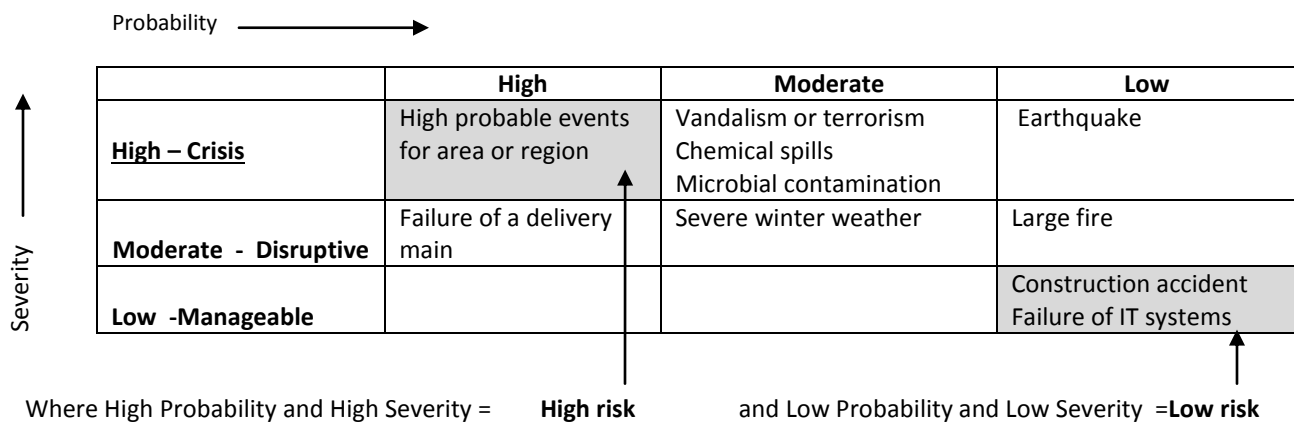 Probability
High Moderate Low
High probable events Vandalism or terrorism Earthquake
for area or region Chemical spills
High – Crisis
Microbial contamination
Failure of a delivery Severe winter weather Large fire
main
Moderate - Disruptive
Construction accident
Low -Manageable Failure of IT systems
Severity
Where High Probability and High Severity = High risk and Low Probability and Low Severity =Low risk